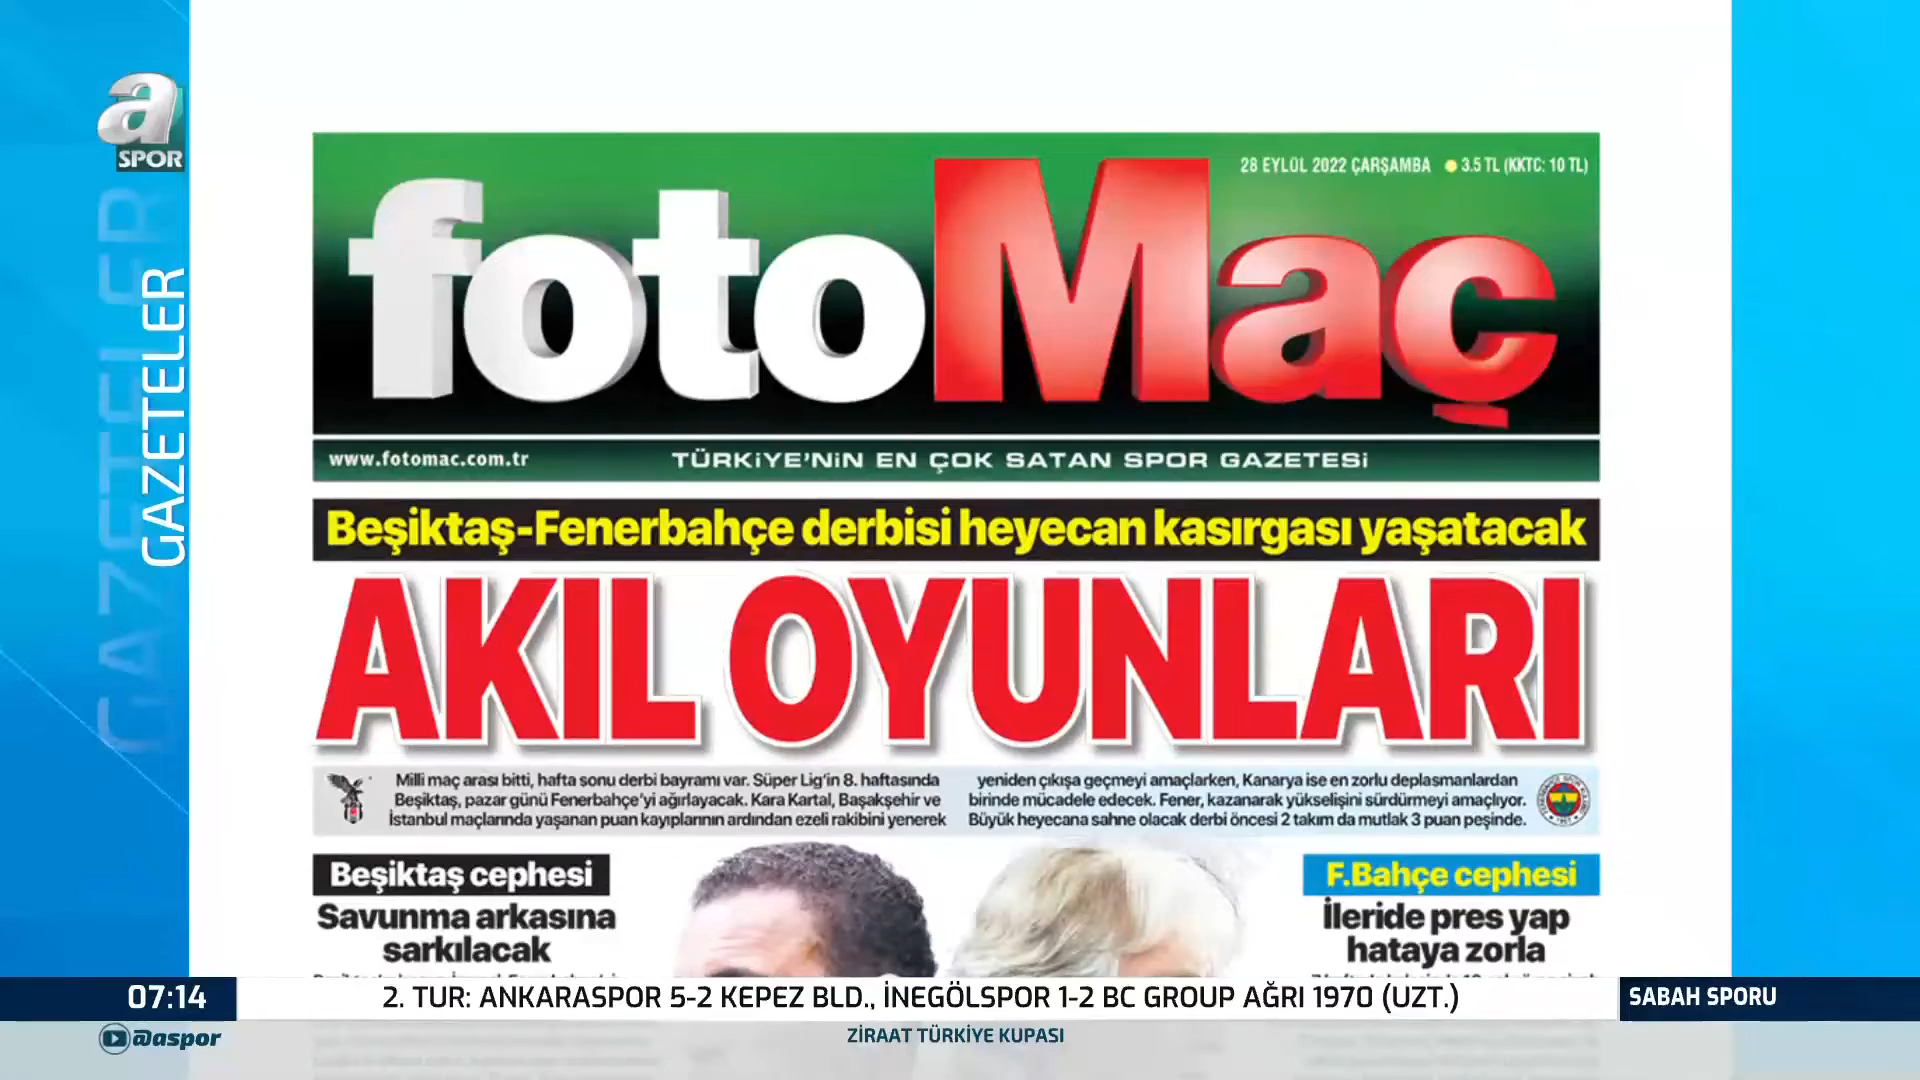 a
SPOR
GAZETELER
GAZETELER
28 EYLÜL 2022 ÇARŞAMBA 3.5 TL (KKTC: 10 TL)
fotoMaç
www.fotomac.com.tr TÜRKiYE'NiN EN ÇOK SATAN SPOR GAZETESi
Beşiktaş-Fenerbahçe derbisi heyecan kasırgası yaşatacak
AKIL OYUNLARI
Milli maç arası bitti, hafta sonu derbi bayramı var. Süper Lig'in 8. haftasında
Beşiktaş, pazar günü Fenerbahçe'yi ağırlayacak. Kara Kartal, Başakşehir ve
İstanbul maçlarında yaşanan puan kayıplarının ardından ezeli rakibini yenerek
yeniden çıkışa geçmeyi amaçlarken, Kanarya ise en zorlu deplasmanlardan
birinde mücadele edecek. Fener, kazanarak yükselişini sürdürmeyi amaçlıyor.
Büyük heyecana sahne olacak derbi öncesi 2 takım da mutlak 3 puan peşinde.
Beşiktaş cephesi
Savunma arkasına
sarkılacak
F.Bahçe cephesi
İleride pres yap
hataya zorla
07:14
2. TUR: ANKARASPOR 5-2 KEPEZ BLD., İNEGÖLSPOR 1-2 BC GROUP AĞRI 1970 (UZT.)
SABAH SPORU
@aspor
ZİRAAT TÜRKİYE KUPASI